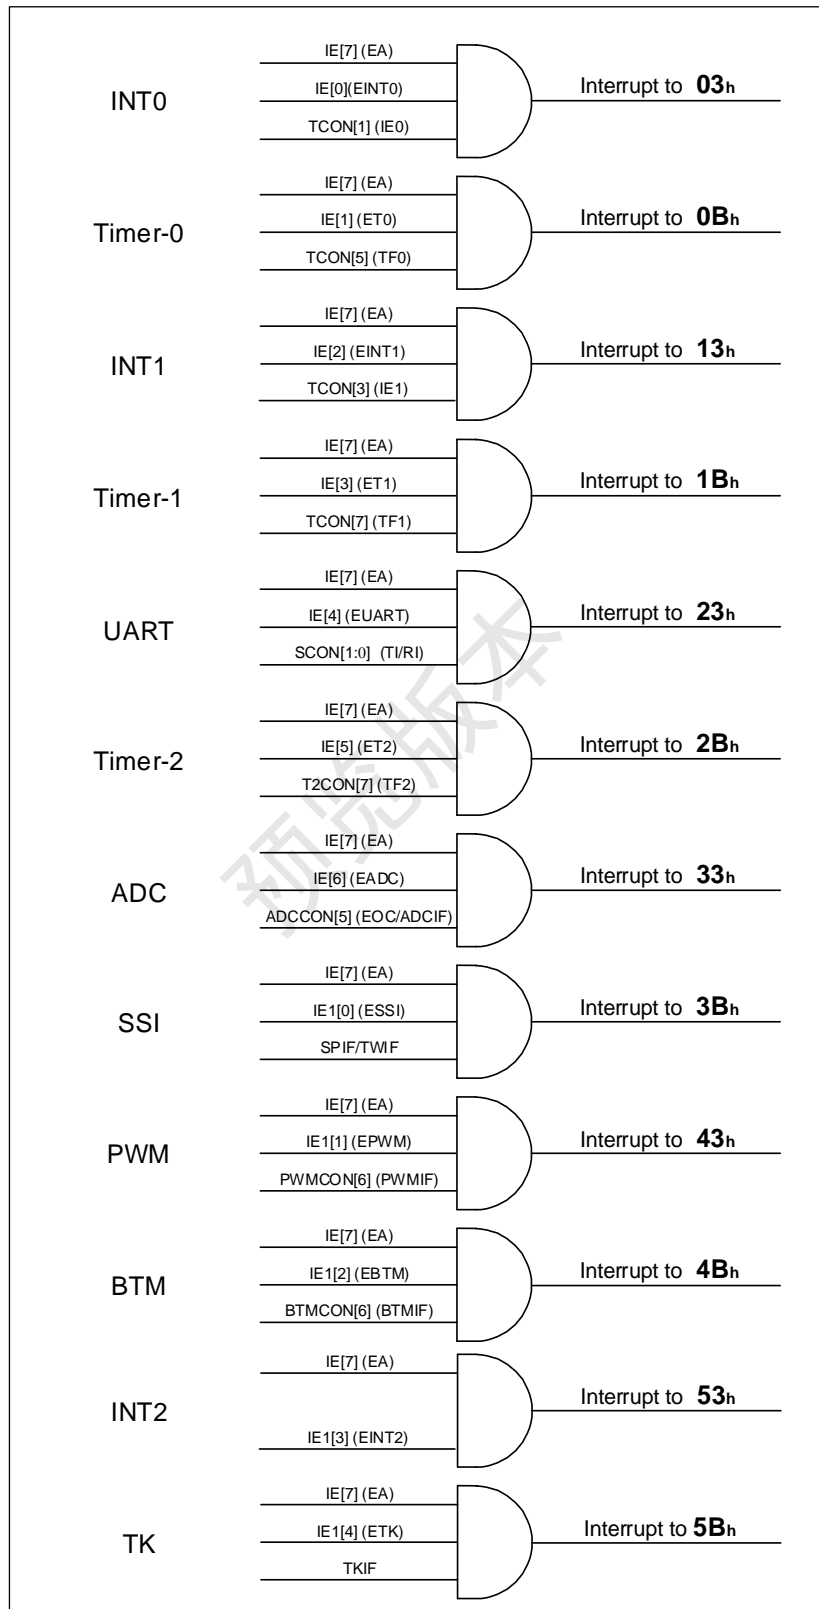 IE[7] (EA)
INT0
IE[0](EINT0)
Interrupt to 03h
TCON[1] (IE0)
IE[7] (EA)
Timer-0
IE[1] (ET0)
Interrupt to 0Bh
TCON[5] (TF0)
IE[7] (EA)
INT1
IE[2] (EINT1)
Interrupt to 13h
TCON[3] (IE1)
IE[7] (EA)
Timer-1
IE[3] (ET1)
Interrupt to 1Bh
TCON[7] (TF1)
IE[7] (EA)
UART
IE[4] (EUART)
Interrupt to 23h
SCON[1:0] (TI/RI)
IE[7] (EA)
Timer-2
IE[5] (ET2)
Interrupt to 2Bh
T2CON[7] (TF2)
IE[7] (EA)
ADC
IE[6] (EADC)
Interrupt to 33h
ADCCON[5] (EOC/ADCIF)
IE[7] (EA)
SSI
IE1[0] (ESSI)
Interrupt to 3Bh
SPIF/TWIF
IE[7] (EA)
PWM
IE1[1] (EPWM)
Interrupt to 43h
PWMCON[6] (PWMIF)
IE[7] (EA)
BTM
IE1[2] (EBTM)
Interrupt to 4Bh
BTMCON[6] (BTMIF)
IE[7] (EA)
INT2
Interrupt to 53h
IE1[3] (EINT2)
IE[7] (EA)
TK
IE1[4] (ETK)
Interrupt to 5Bh
TKIF
预览版本